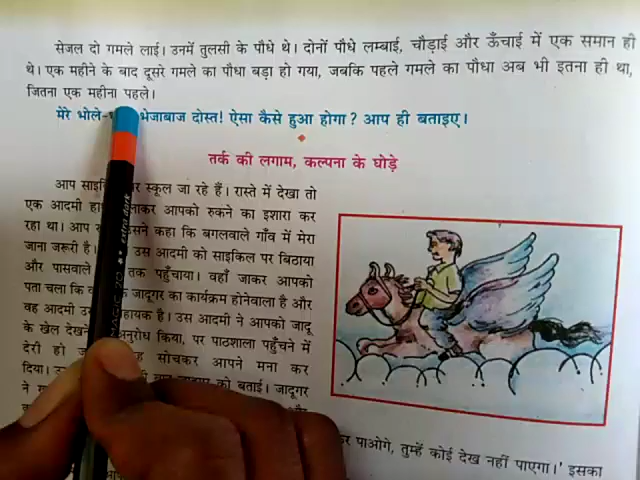 सेजल दो गमले लाई। उनमें तुलसी के पौधे थे। दोनों पौधे लम्बाई, चौड़ाई और ऊँचाई में एक समान ही
थे। एक महीने के बाद दूसरे गमले का पौधा बड़ा हो गया, जबकि पहले गमले का पौधा अब भी इतना ही था,
जितना एक महीना पहले।
मेरे भोले- भेजाबाज दोस्त! ऐसा कैसे हुआ होगा? आप ही बताइए।
तर्क की लगाम, कल्पना के घोड़े
आप स्कूल जा रहे हैं। रास्ते में देखा तो
एक आदमी आपको रुकने का इशारा कर
रहा था। आप कहा कि बगलवाले गाँव में मेरा
जाना जरूरी है। उस आदमी को साइकिल पर बिठाया
और पासवाले तक पहुँचाया। वहाँ जाकर आपको
पता चला कि जादूगर का कार्यक्रम होनेवाला है और
वह आदमी है। उस आदमी ने आपको जादू
के खेल देखने अनुरोध किया, पर पाठशाला पहुँचने में
देरी हो सोचकर आपने मना कर
दिया। बताई। जादूगर
ने
पाओगे, तुम्हें कोई देख नहीं पाएगा।' इसका